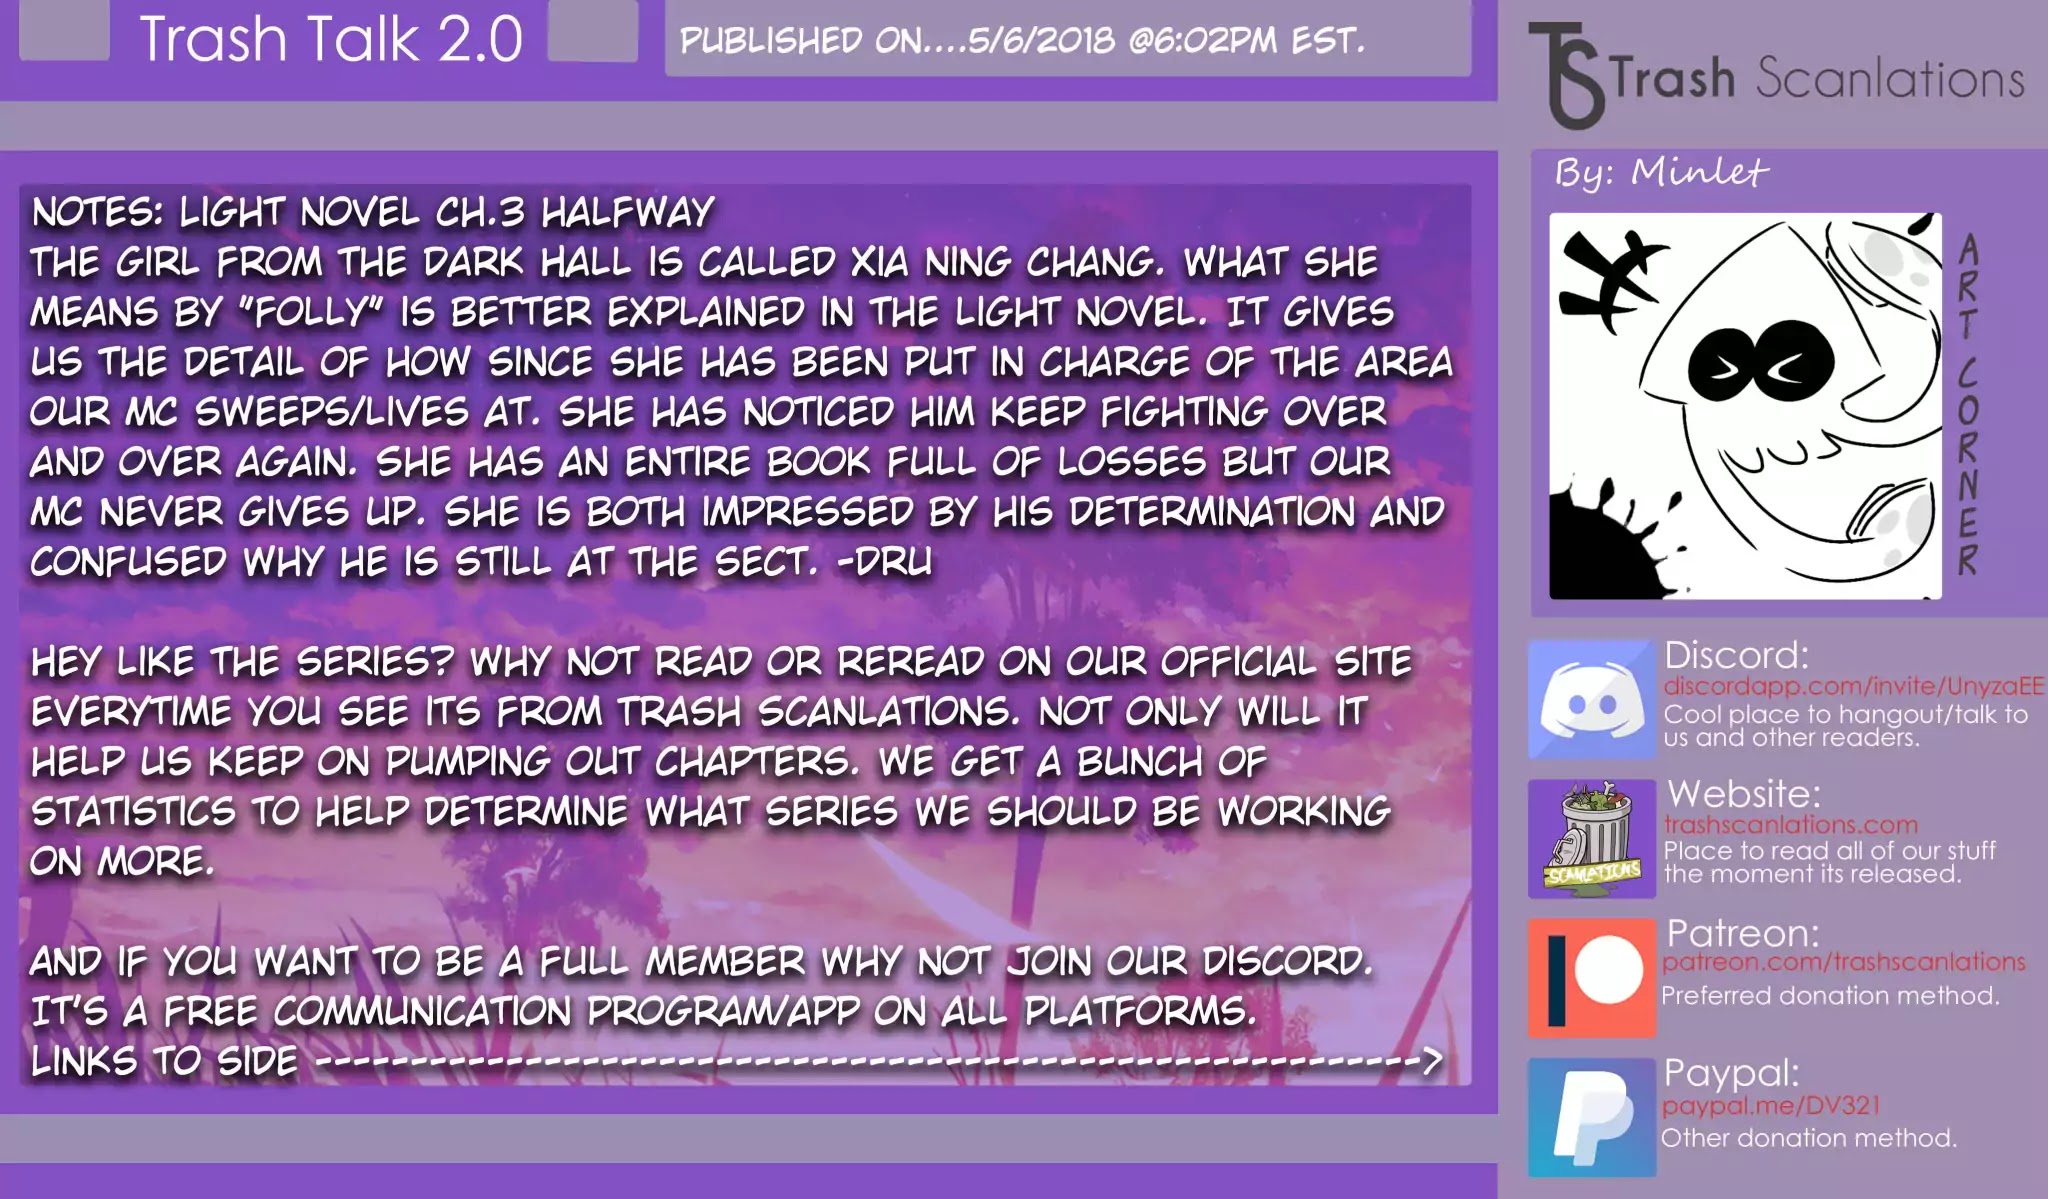 Trash Talk 2.0
PUBLISHED ON....5/6/2018 @6:02PM EST.
NOTES: LIGHT NOVEL CH.3 HALFWAY
THE GIRL FROM THE DARK HALL IS CALLED XIA NING CHANG. WHAT SHE
MEANS BY "FOLLY" IS BETTER EXPLAINED IN THE LIGHT NOVEL. IT GIVES
US THE DETAIL OF HOW SINCE SHE HAS BEEN PUT IN CHARGE OF THE AREA
OUR MC SWEEPS/LIVES AT. SHE HAS NOTICED HIM KEEP FIGHTING OVER
AND OVER AGAIN. SHE HAS AN ENTIRE BOOK FULL OF LOSSES BUT OUR
MC NEVER GIVES UP. SHE IS BOTH IMPRESSED BY HIS DETERMINATION AND
CONFUSED WHY HE IS STILL AT THE SECT. -DRU
HEY LIKE THE SERIES? WHY NOT READ OR REREAD ON OUR OFFICIAL SITE
EVERYTIME YOU SEE ITS FROM TRASH SCANLATIONS. NOT ONLY WILL IT
HELP US KEEP ON PUMPING OUT CHAPTERS. WE GET A BUNCH OF
STATISTICS TO HELP DETERMINE WHAT SERIES WE SHOULD BE WORKING
ON MORE.
AND IF YOU WANT TO BE A FULL MEMBER WHY NOT JOIN OUR DISCORD.
IT'S A FREE COMMUNICATION PROGRAM/APP ON ALL PLATFORMS.
LINKS TO SIDE ---------------------------------------------------------->
TS Trash Scanlations
By: Minlet
ART CORNER
Discord:
discordapp.com/invite/UnyzaEE
Cool place to hangout/talk to
us and other readers.
SCANLATIONS
Website:
trashscanlations.com
Place to read all of our stuff
the moment its released.
Patreon:
patreon.com/trashscanlations
Preferred donation method.
Paypal:
paypal.me/DV321
Other donation method.